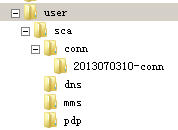 user
sca
conn
2013070310-conn
dns
mms
pdp